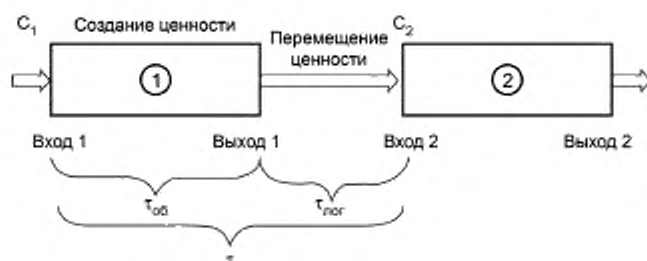 C1 Создание ценности C2
Перемещение
ценности
1 2
Вход 1 Выход 1 Вход 2 Выход 2
τоб τлог